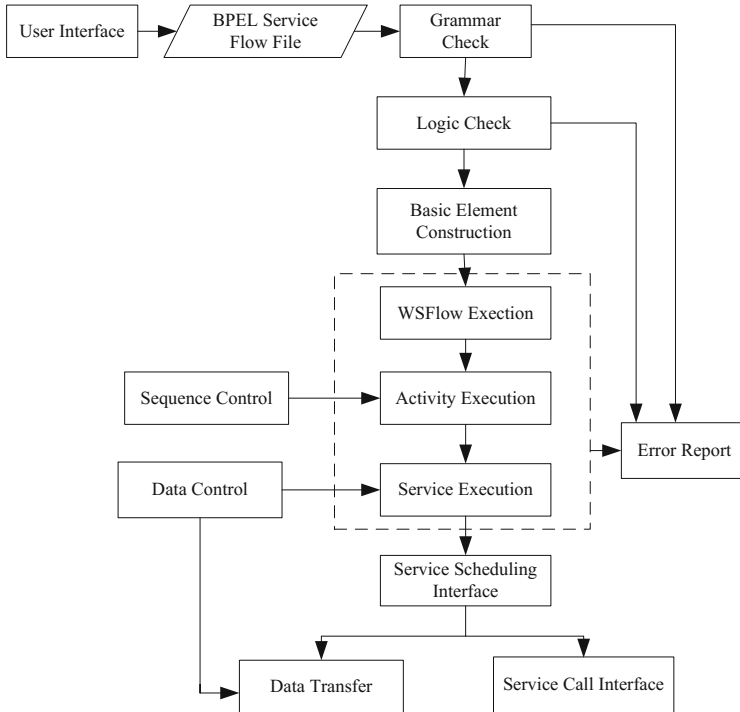 User Interface
BPEL Service
Flow File
Grammar
Check
Logic Check
Basic Element
Construction
WSFlow Exection
Sequence Control
Activity Execution
Error Report
Data Control
Service Execution
Service Scheduling
Interface
Data Transfer
Service Call Interface